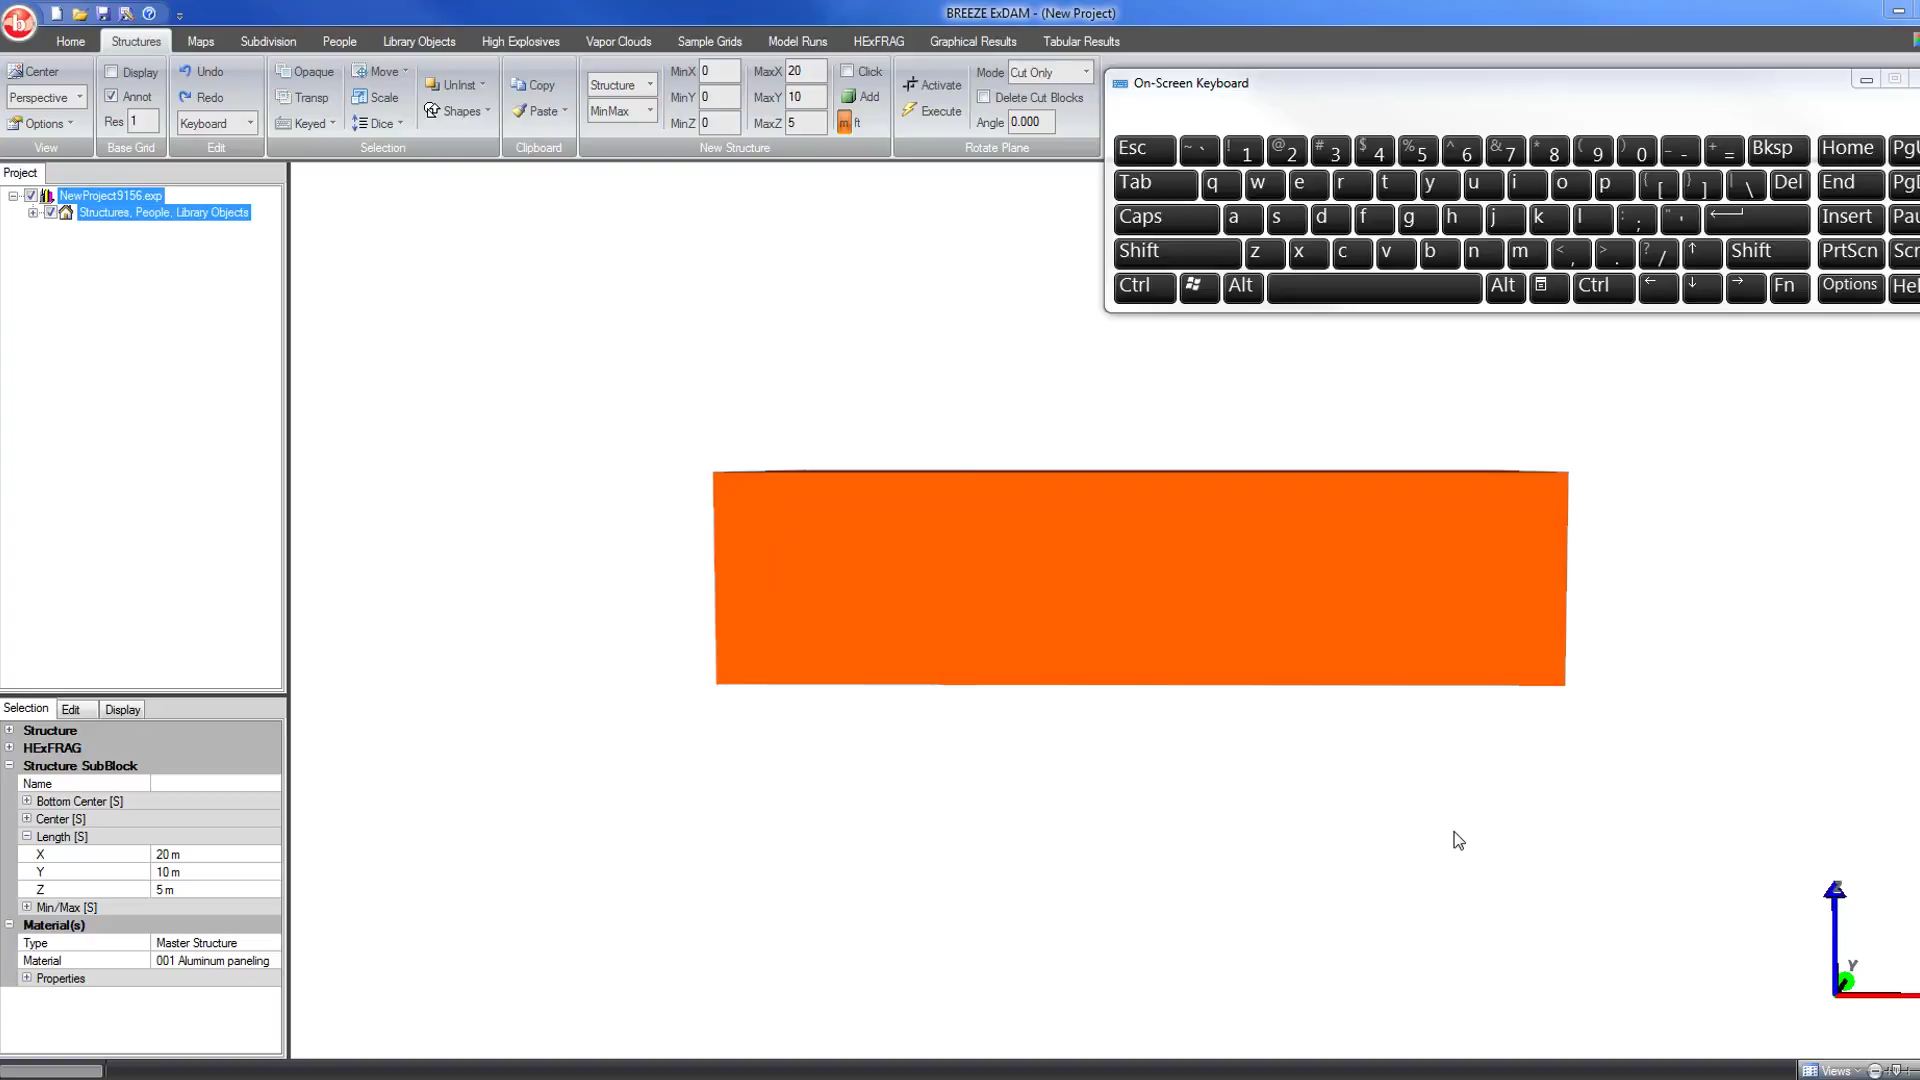 BREEZE ExDAM - (New Project)
Home Structures Maps Subdivision People Library Objects High Explosives Vapor Clouds Sample Grids Model Runs HExFRAG Graphical Results Tabular Results
Center Display Undo Opaque Move UnInst Copy Structure MinX 0 MaxX 20 Click Activate Mode Cut Only
Perspective Annot Redo Transp Scale Shapes Paste MinMax MinY 0 MaxY 10 Add Execute Delete Cut Blocks
Options Res 1 Keyboard Keyed Dice MinZ 0 MaxZ 5 m ft Angle 0.000
View Base Grid Edit Selection Clipboard New Structure Rotate Plane
On-Screen Keyboard
Esc ~ ` ! 1 @ 2 # 3 $ 4 % 5 ^ 6 & 7 * 8 ( 9 ) 0 _ - + = Bksp Home PgU
Tab q w e r t y u i o p { [ } ] | \ Del End PgD
Caps a s d f g h j k l : ; " ' Insert Pau
Shift z x c v b n m < , > . ? / ↑ Shift PrtScn Scr
Ctrl Alt Alt Ctrl ← ↓ → Fn Options Hel
Project
NewProject9156.exp
Structures, People, Library Objects
Selection Edit Display
Structure
HExFRAG
Structure SubBlock
Name
Bottom Center [S]
Center [S]
Length [S]
X 20 m
Y 10 m
Z 5 m
Min/Max [S]
Material(s)
Type Master Structure
Material 001 Aluminum paneling
Properties
Z
Y
Views